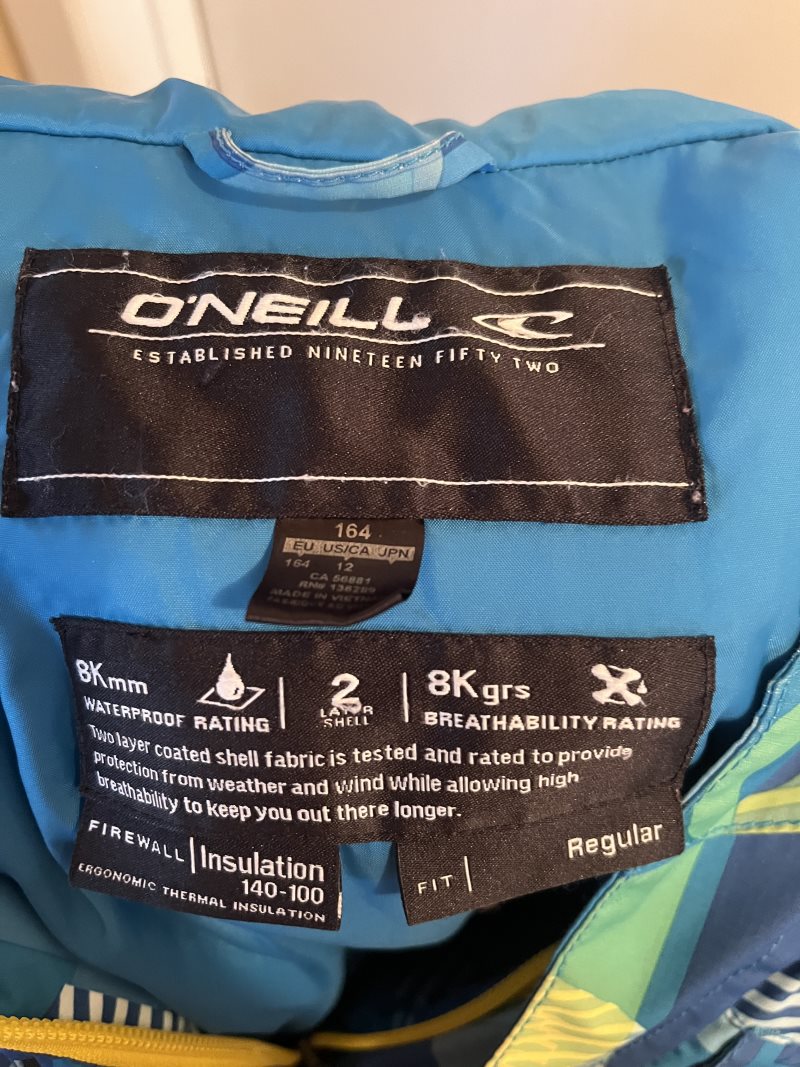 O'NEILL
ESTABLISHED NINETEEN FIFTY TWO
164
EU US/CA JPN
164 12
CA 56881
RN# 136289
MADE IN VIETNAM
8Kmm
WATERPROOF RATING
2
LAYER
SHELL
8Kgrs
BREATHABILITY RATING
Two layer coated shell fabric is tested and rated to provide
protection from weather and wind while allowing high
breathability to keep you out there longer.
FIREWALL Insulation
140-100
ERGONOMIC THERMAL INSULATION
FIT Regular